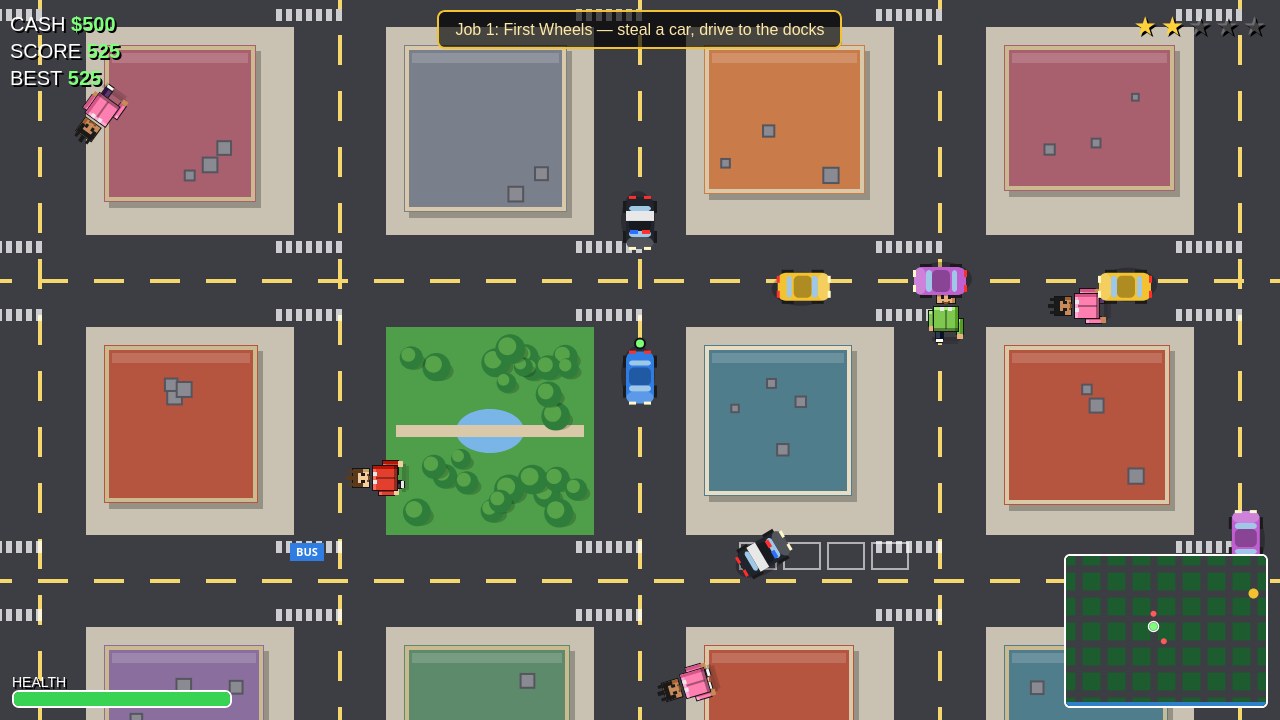 CASH $500
SCORE 525
BEST 525
Job 1: First Wheels — steal a car, drive to the docks
BUS
HEALTH